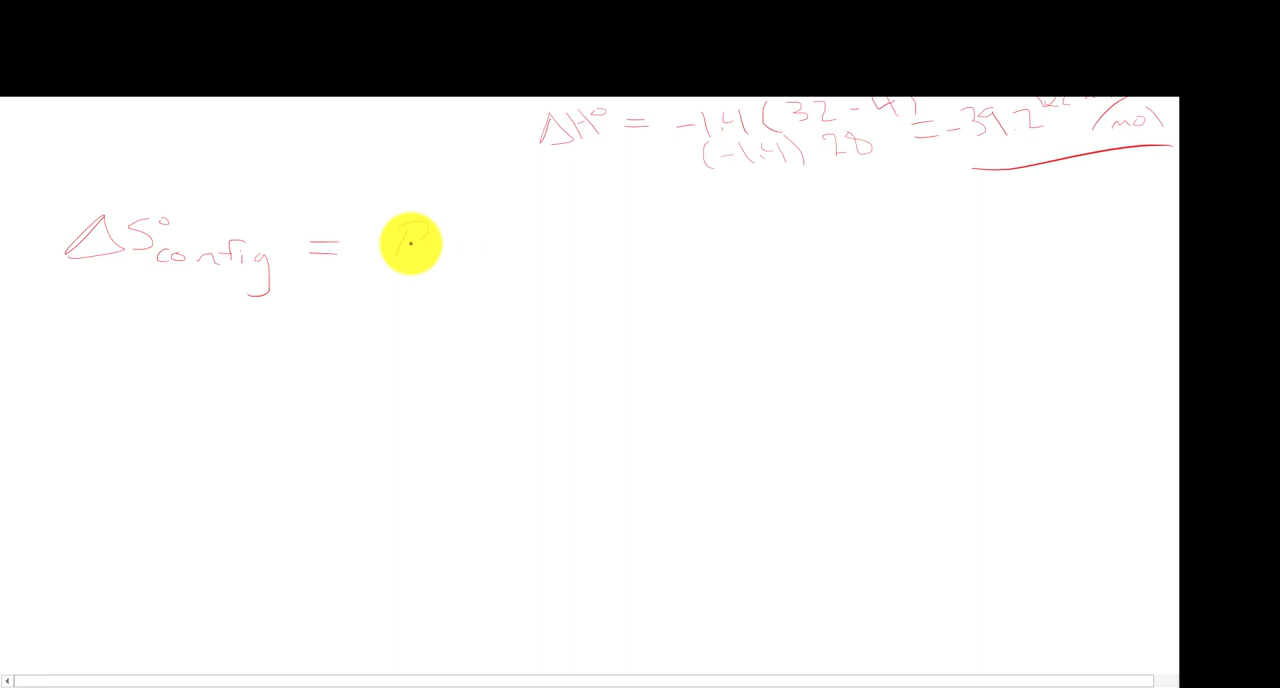 ΔH° = -1.4 (32 - 4) = -39.2 /mol
(-1.4) 28
ΔS°config = R